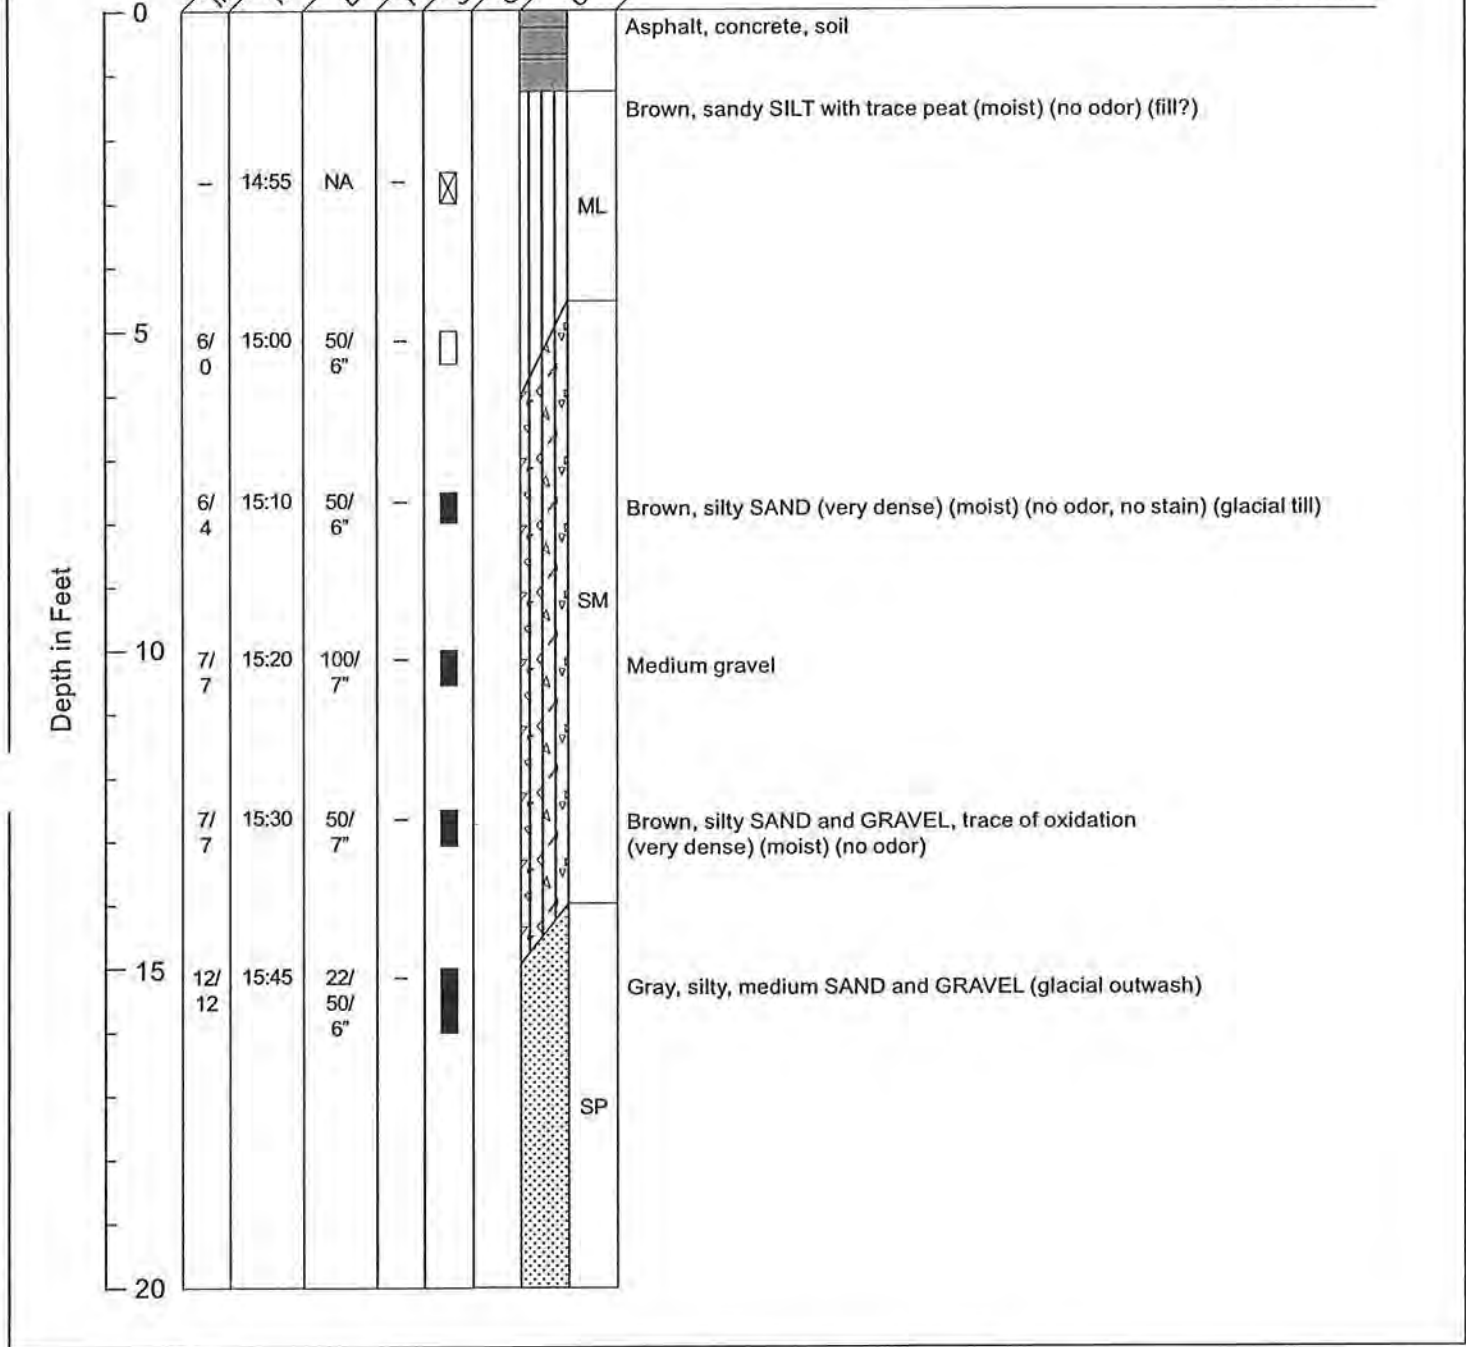 0
Asphalt, concrete, soil
Brown, sandy SILT with trace peat (moist) (no odor) (fill?)
– 14:55 NA –
ML
5
6/ 15:00 50/ –
0 6"
6/ 15:10 50/ –
4 6"
Brown, silty SAND (very dense) (moist) (no odor, no stain) (glacial till)
Depth in Feet
SM
10
7/ 15:20 100/ –
7 7"
Medium gravel
7/ 15:30 50/ –
7 7"
Brown, silty SAND and GRAVEL, trace of oxidation
(very dense) (moist) (no odor)
15
12/ 15:45 22/ –
12 50/
6"
Gray, silty, medium SAND and GRAVEL (glacial outwash)
SP
20